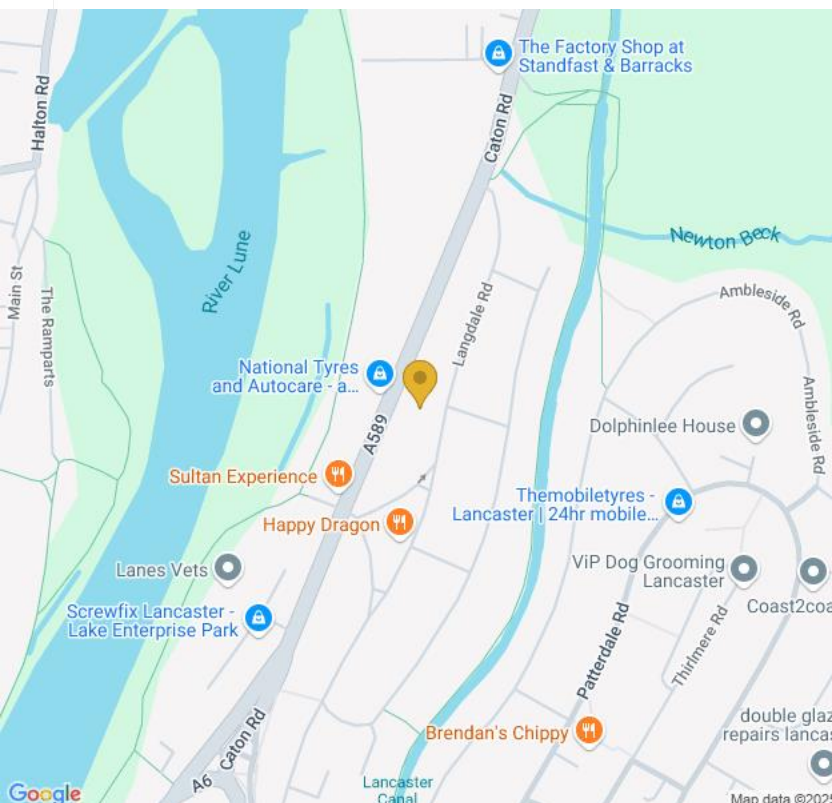 The Factory Shop at
Standfast & Barracks
Halton Rd
Caton Rd
Newton Beck
River Lune
Main St
The Ramparts
Langdale Rd
Ambleside Rd
National Tyres
and Autocare - a...
A589
Ambleside Rd
Dolphinlee House
Sultan Experience
Themobiletyres -
Lancaster | 24hr mobile...
Happy Dragon
Lanes Vets
ViP Dog Grooming
Lancaster
Coast2coa
Screwfix Lancaster -
Lake Enterprise Park
Patterdale Rd
Thirlmere Rd
Brendan's Chippy
double glaz
repairs lancas
A6
Caton Rd
Lancaster
Canal
Google
Map data ©202